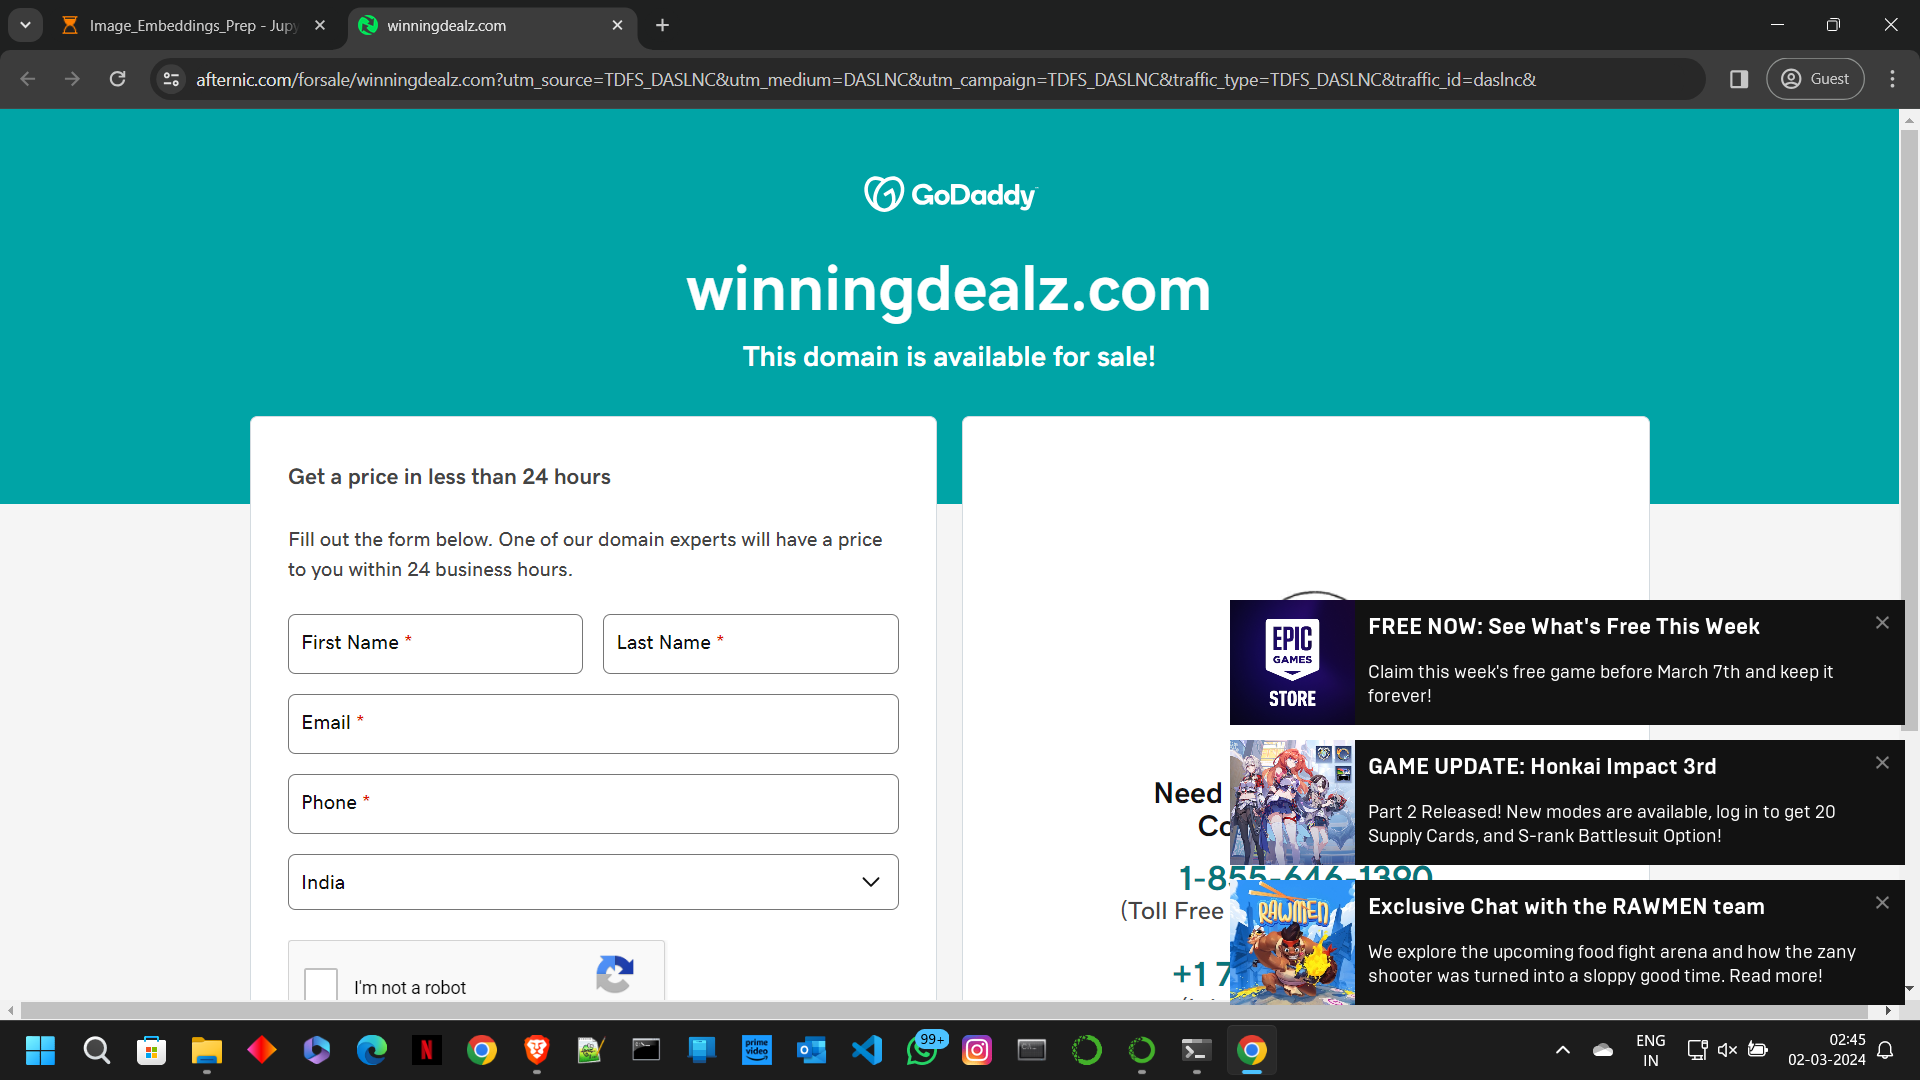 Image_Embeddings_Prep - Jupy
winningdealz.com
afternic.com/forsale/winningdealz.com?utm_source=TDFS_DASLNC&utm_medium=DASLNC&utm_campaign=TDFS_DASLNC&traffic_type=TDFS_DASLNC&traffic_id=daslnc&
Guest
GoDaddy
winningdealz.com
This domain is available for sale!
Get a price in less than 24 hours
Fill out the form below. One of our domain experts will have a price
to you within 24 business hours.
First Name *
Last Name *
Email *
Phone *
India
I'm not a robot
Need
Co
1-855-646-1390
(Toll Free
+1 7
EPIC
GAMES
STORE
FREE NOW: See What's Free This Week
Claim this week's free game before March 7th and keep it
forever!
GAME UPDATE: Honkai Impact 3rd
Part 2 Released! New modes are available, log in to get 20
Supply Cards, and S-rank Battlesuit Option!
RAWMEN
Exclusive Chat with the RAWMEN team
We explore the upcoming food fight arena and how the zany
shooter was turned into a sloppy good time. Read more!
prime
video
99+
ENG
IN
02:45
02-03-2024